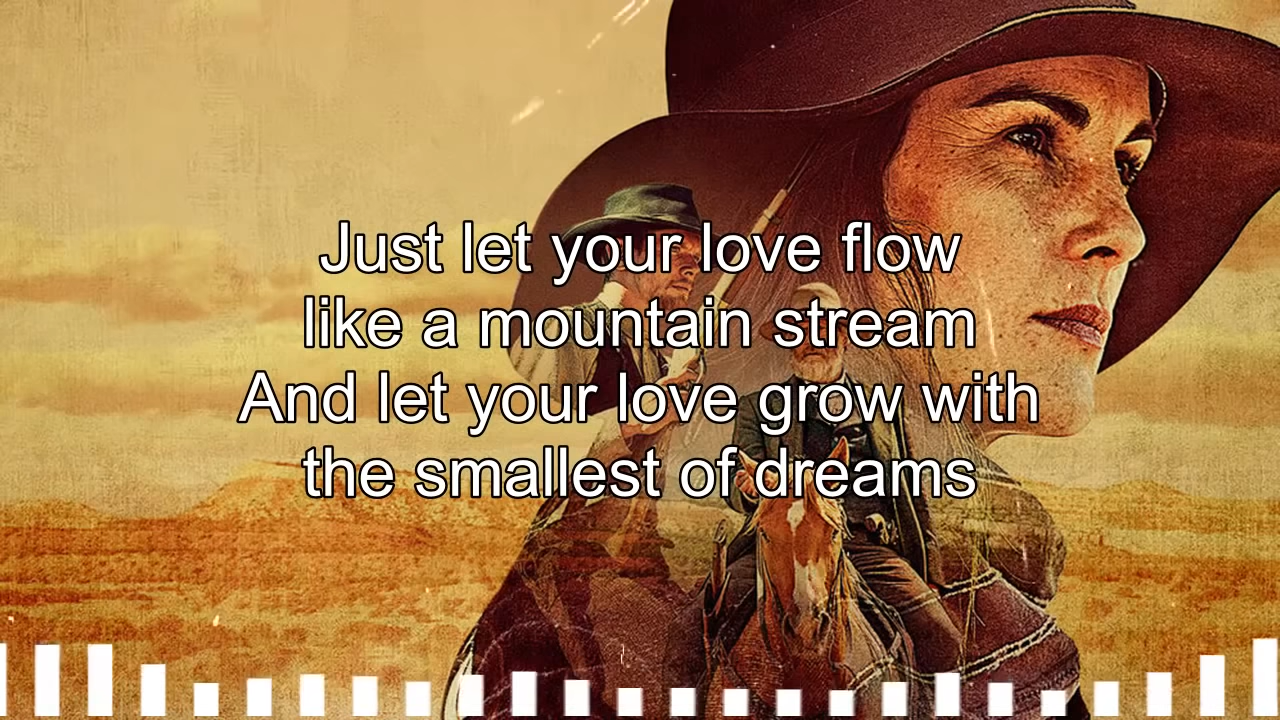 Just let your love flow
like a mountain stream
And let your love grow with
the smallest of dreams